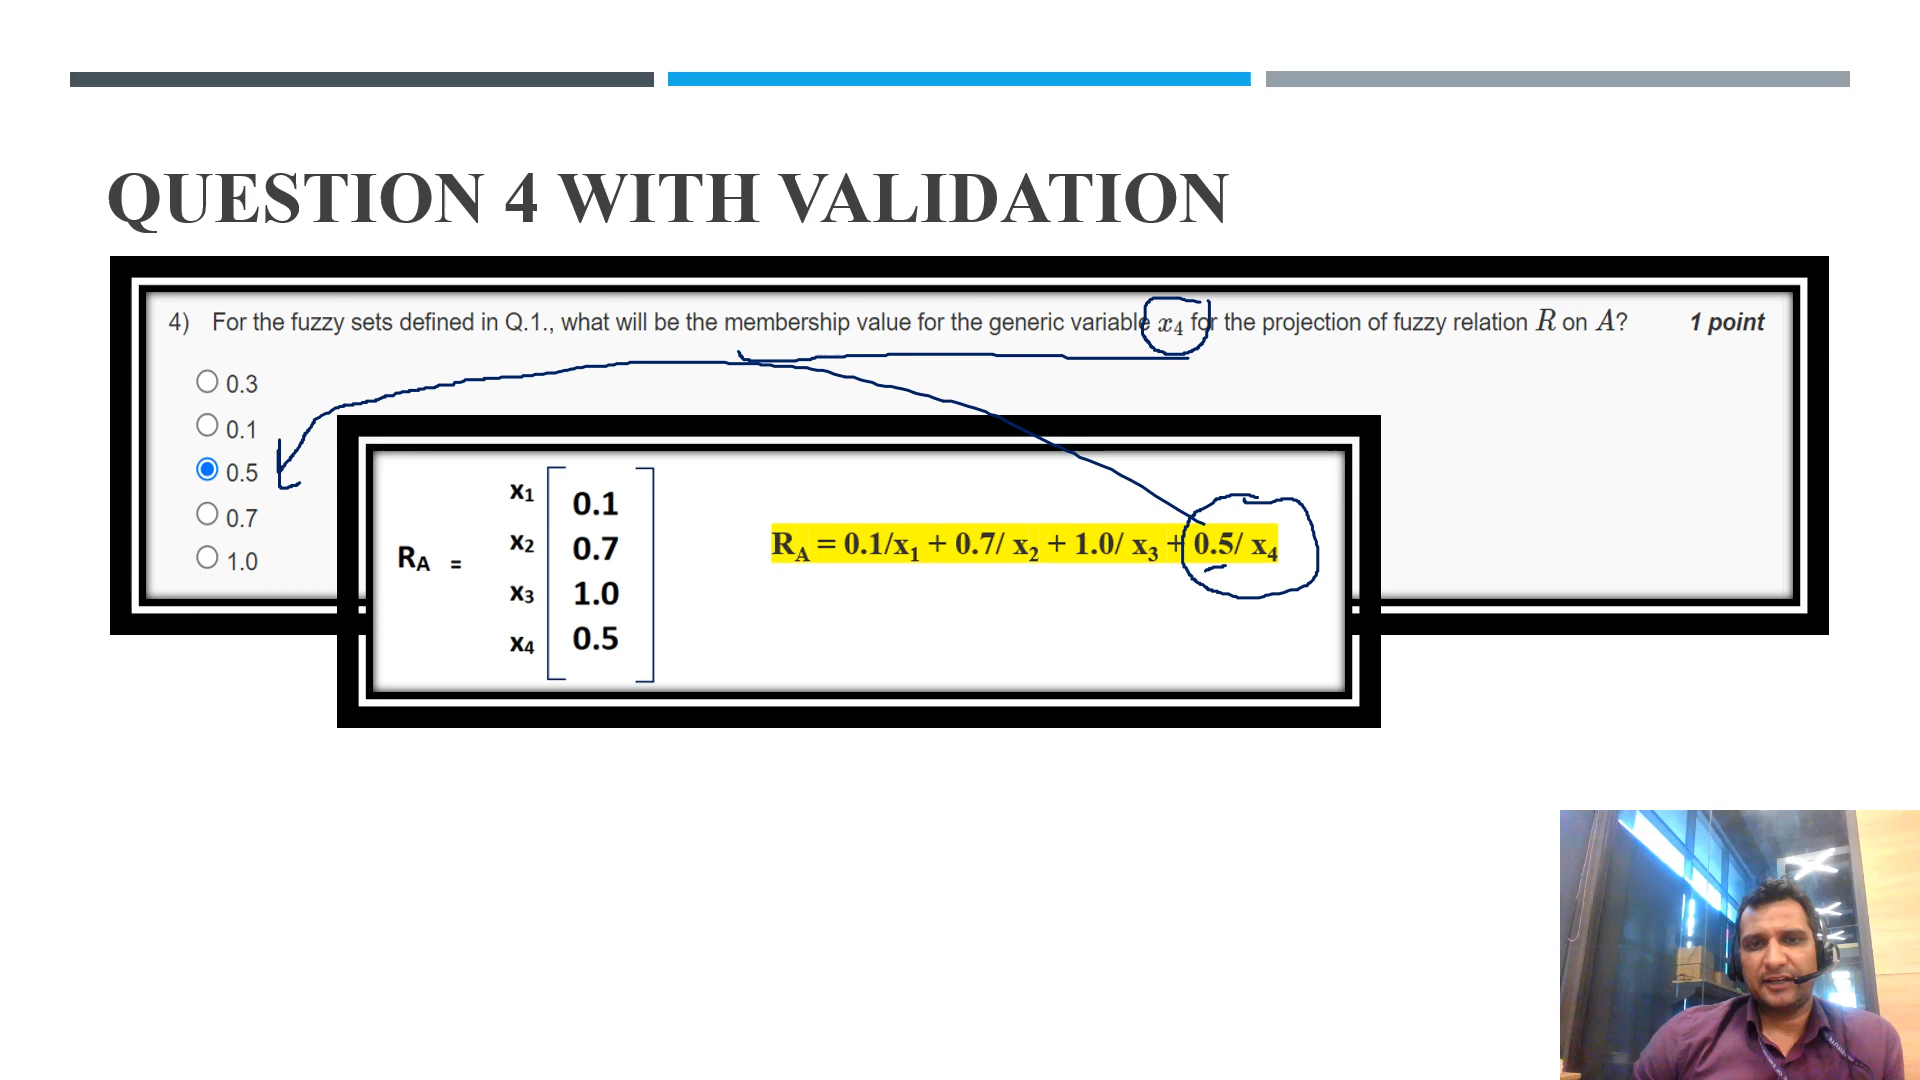 QUESTION 4 WITH VALIDATION
4) For the fuzzy sets defined in Q.1., what will be the membership value for the generic variable x₄ for the projection of fuzzy relation R on A? 1 point
0.3
0.1
0.5
0.7
1.0
x₁ 0.1
x₂ 0.7
R_A =
x₃ 1.0
x₄ 0.5
R_A = 0.1/x₁ + 0.7/ x₂ + 1.0/ x₃ + 0.5/ x₄